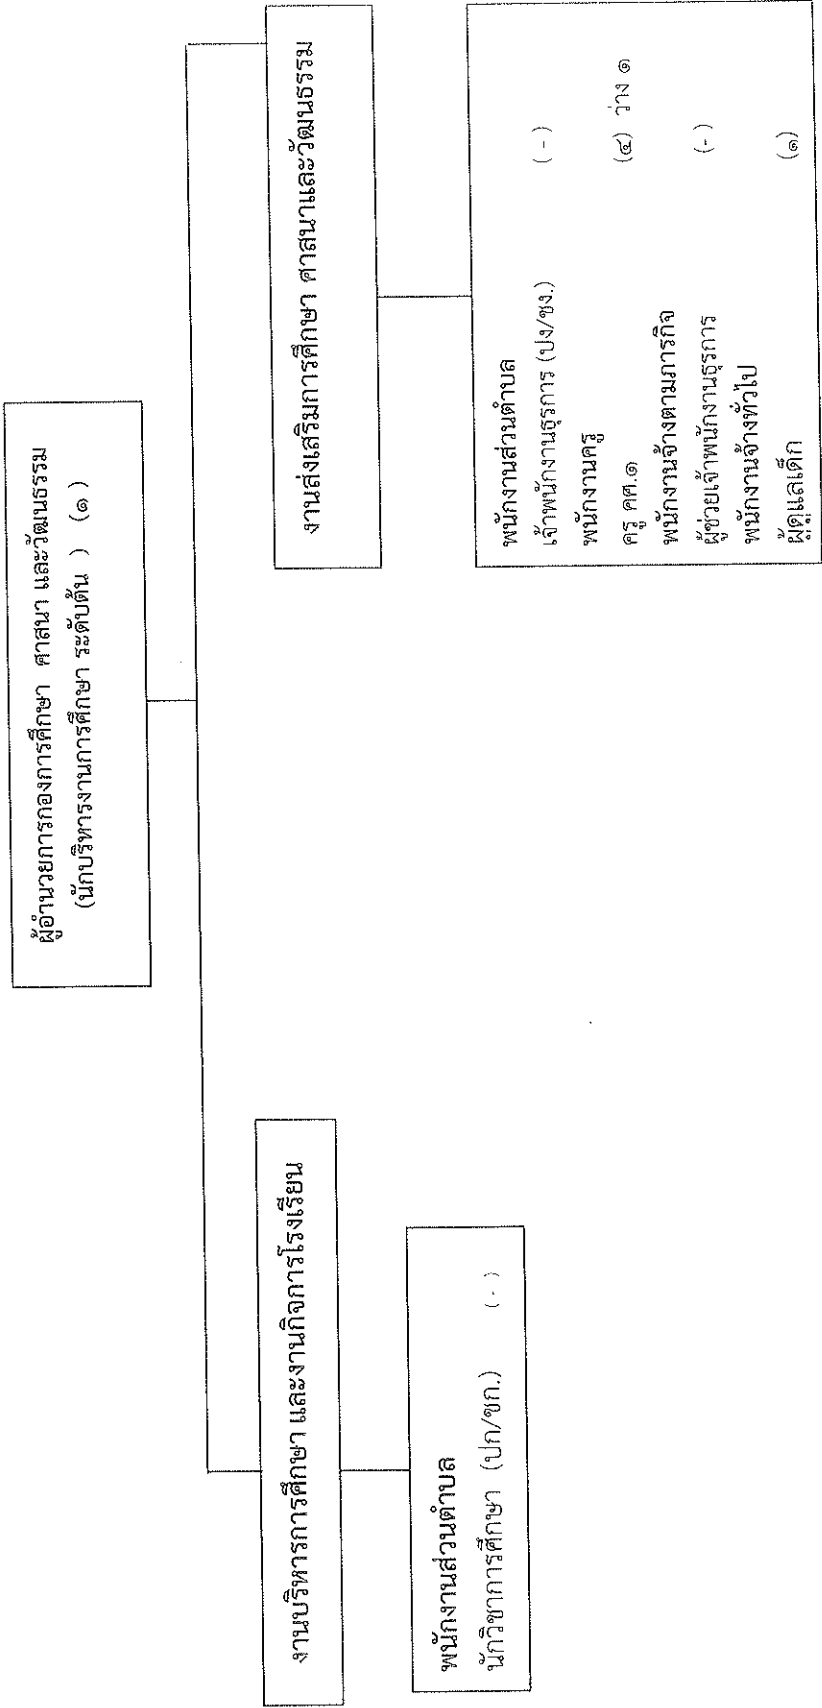 ผู้อำนวยการกองการศึกษา ศาสนา และวัฒนธรรม
(นักบริหารงานการศึกษา ระดับต้น ) (๑)
งานบริหารการศึกษา และงานกิจการโรงเรียน
พนักงานส่วนตำบล
นักวิชาการศึกษา (ปก/ชก.) (-)
งานส่งเสริมการศึกษา ศาสนาและวัฒนธรรม
พนักงานส่วนตำบล
เจ้าพนักงานธุรการ (ปง/ชง.) (-)
พนักงานครู
ครู คศ.๑ (๔) ว่าง ๑
พนักงานจ้างตามภารกิจ
ผู้ช่วยเจ้าพนักงานธุรการ (-)
พนักงานจ้างทั่วไป
ผู้ดูแลเด็ก (๑)